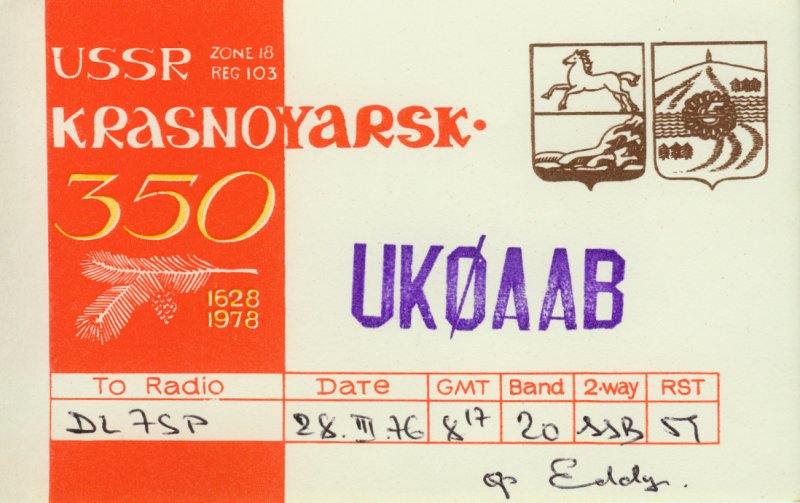 USSR ZONE 18
REG 103
KRASNOYARSK·
350
1628
1978
UKØAAB
To Radio Date GMT Band 2-way RST
DL7SP 28.III.76 8¹⁷ 20 SSB
op Eddy.